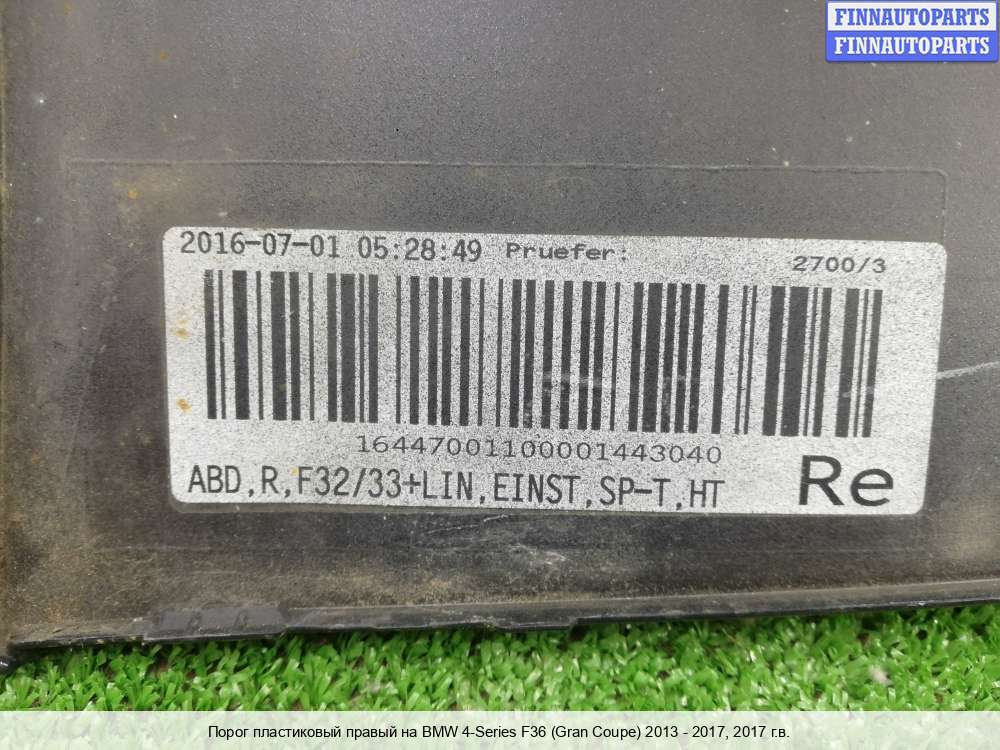 FINNAUTOPARTS
FINNAUTOPARTS
2016-07-01 05:28:49 Pruefer: 2700/3
16447001100001443040
ABD,R,F32/33+LIN,EINST,SP-T,HT Re
Порог пластиковый правый на BMW 4-Series F36 (Gran Coupe) 2013 - 2017, 2017 г.в.